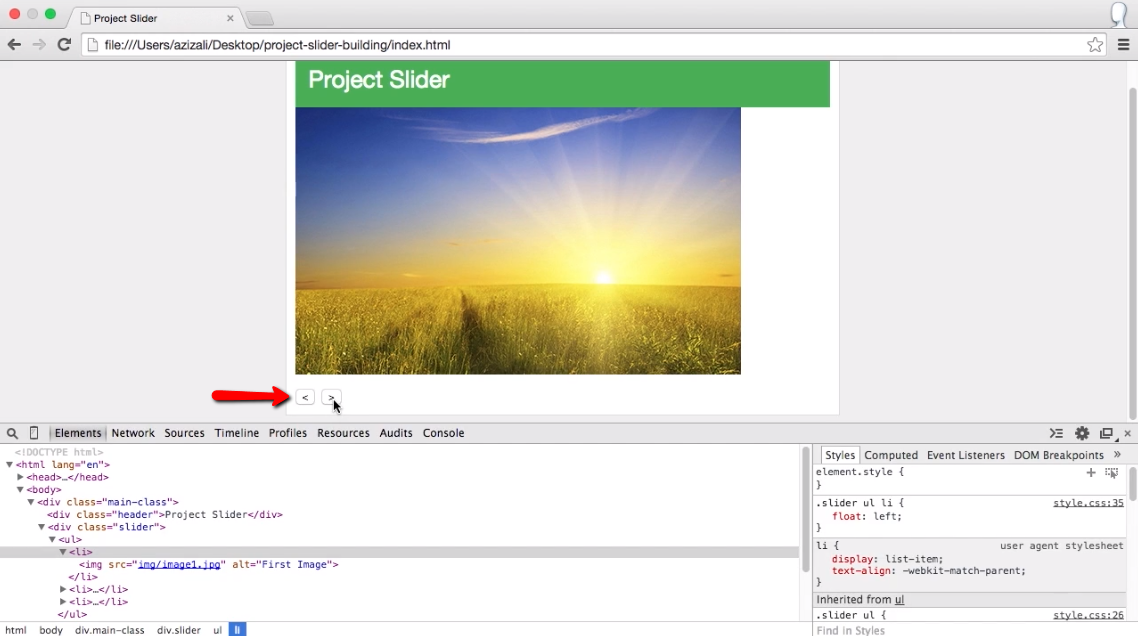 Project Slider
file:///Users/azizali/Desktop/project-slider-building/index.html
Project Slider
< >
Elements Network Sources Timeline Profiles Resources Audits Console
<!DOCTYPE html>
<html lang="en">
<head>…</head>
<body>
<div class="main-class">
<div class="header">Project Slider</div>
<div class="slider">
<ul>
<li>
<img src="img/image1.jpg" alt="First Image">
</li>
<li>…</li>
<li>…</li>
</ul>
html body div.main-class div.slider ul li
Styles Computed Event Listeners DOM Breakpoints »
element.style {
}
.slider ul li { style.css:35
float: left;
}
li { user agent stylesheet
display: list-item;
text-align: -webkit-match-parent;
}
Inherited from ul
.slider ul { style.css:26
Find in Styles